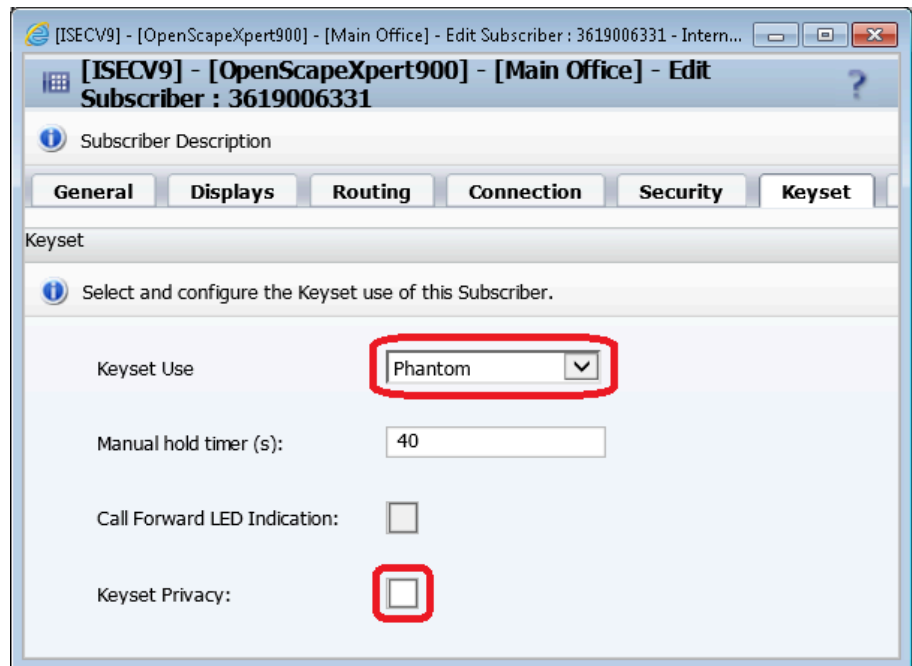 [ISECV9] - [OpenScapeXpert900] - [Main Office] - Edit Subscriber : 3619006331 - Intern...
[ISECV9] - [OpenScapeXpert900] - [Main Office] - Edit
Subscriber : 3619006331
?
Subscriber Description
General Displays Routing Connection Security Keyset
Keyset
Select and configure the Keyset use of this Subscriber.
Keyset Use Phantom
Manual hold timer (s): 40
Call Forward LED Indication:
Keyset Privacy: